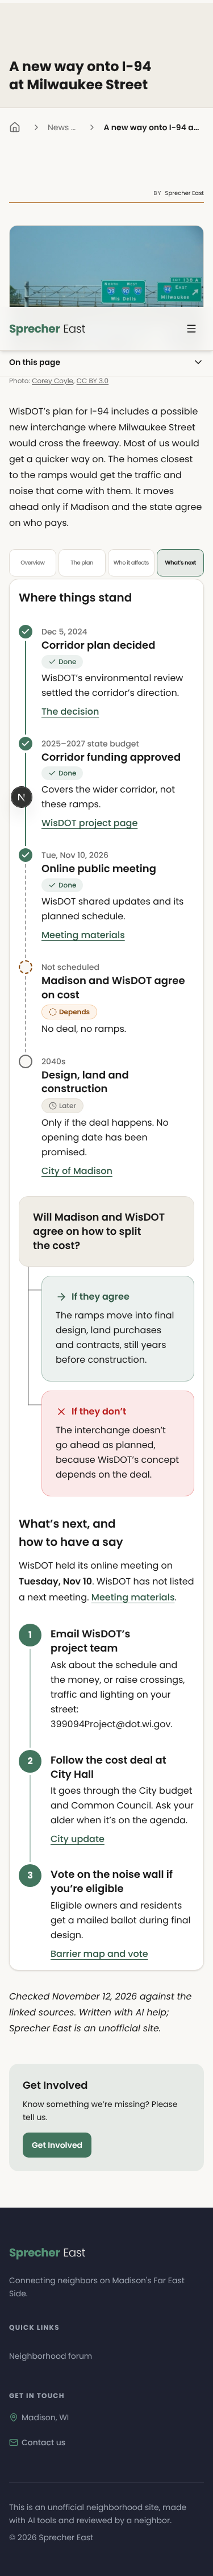 A new way onto I-94
at Milwaukee Street
News ...
A new way onto I-94 a...
BY Sprecher East
Sprecher East
On this page
Photo: Corey Coyle, CC BY 3.0
WisDOT’s plan for I-94 includes a possible
new interchange where Milwaukee Street
would cross the freeway. Most of us would
get a quicker way on. The homes closest
to the ramps would get the traffic and
noise that come with them. It moves
ahead only if Madison and the state agree
on who pays.
Overview
The plan
Who it affects
What’s next
Where things stand
Dec 5, 2024
Corridor plan decided
Done
WisDOT’s environmental review
settled the corridor’s direction.
The decision
2025–2027 state budget
Corridor funding approved
Done
Covers the wider corridor, not
these ramps.
WisDOT project page
N
Tue, Nov 10, 2026
Online public meeting
Done
WisDOT shared updates and its
planned schedule.
Meeting materials
Not scheduled
Madison and WisDOT agree
on cost
Depends
No deal, no ramps.
2040s
Design, land and
construction
Later
Only if the deal happens. No
opening date has been
promised.
City of Madison
Will Madison and WisDOT
agree on how to split
the cost?
If they agree
The ramps move into final
design, land purchases
and contracts, still years
before construction.
If they don’t
The interchange doesn’t
go ahead as planned,
because WisDOT’s concept
depends on the deal.
What’s next, and
how to have a say
WisDOT held its online meeting on
Tuesday, Nov 10. WisDOT has not listed
a next meeting. Meeting materials.
1
Email WisDOT’s
project team
Ask about the schedule and
the money, or raise crossings,
traffic and lighting on your
street:
399094Project@dot.wi.gov.
2
Follow the cost deal at
City Hall
It goes through the City budget
and Common Council. Ask your
alder when it’s on the agenda.
City update
3
Vote on the noise wall if
you’re eligible
Eligible owners and residents
get a mailed ballot during final
design.
Barrier map and vote
Checked November 12, 2026 against the
linked sources. Written with AI help;
Sprecher East is an unofficial site.
Get Involved
Know something we’re missing? Please
tell us.
Get Involved
Sprecher East
Connecting neighbors on Madison's Far East
Side.
QUICK LINKS
Neighborhood forum
GET IN TOUCH
Madison, WI
Contact us
This is an unofficial neighborhood site, made
with AI tools and reviewed by a neighbor.
© 2026 Sprecher East